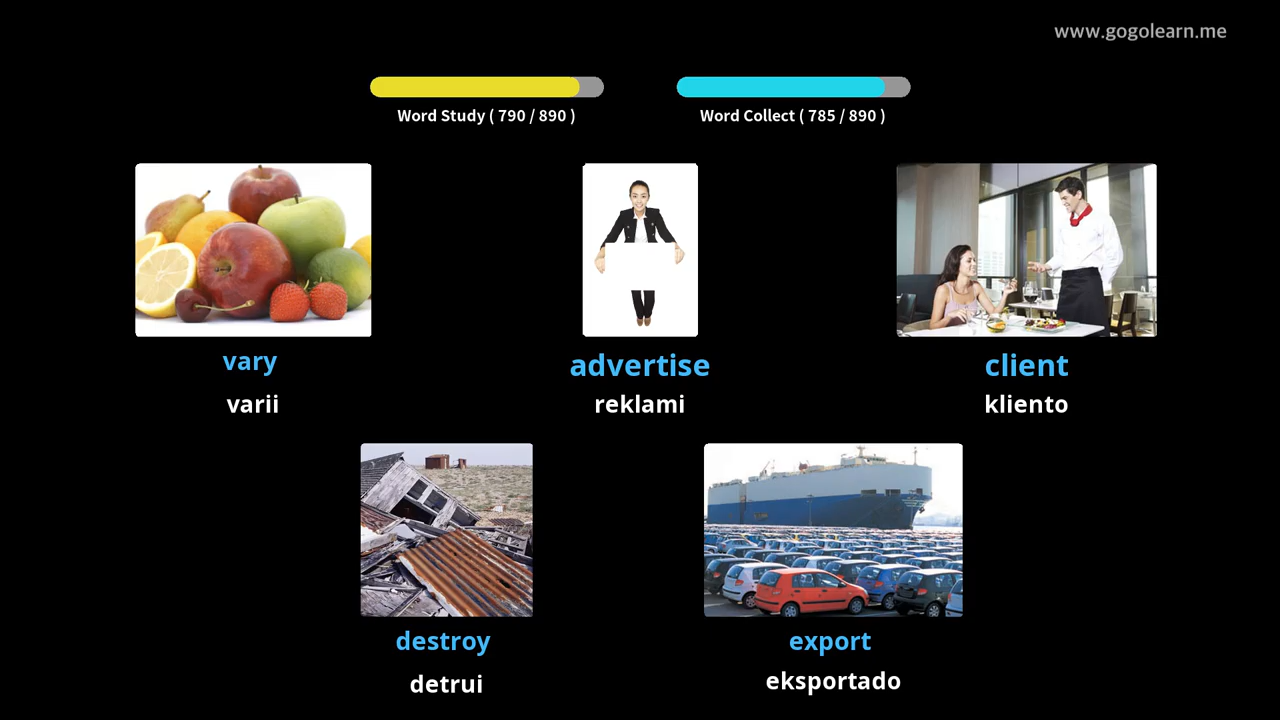 www.gogolearn.me
Word Study ( 790 / 890 )
Word Collect ( 785 / 890 )
vary
varii
advertise
reklami
client
kliento
destroy
detrui
export
eksportado